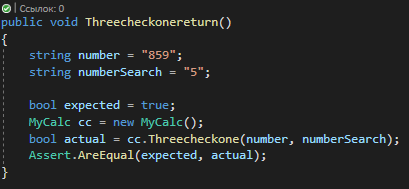 | Ссылок: 0
public void Threecheckonereturn()
{
string number = "859";
string numberSearch = "5";
bool expected = true;
MyCalc cc = new MyCalc();
bool actual = cc.Threecheckone(number, numberSearch);
Assert.AreEqual(expected, actual);
}